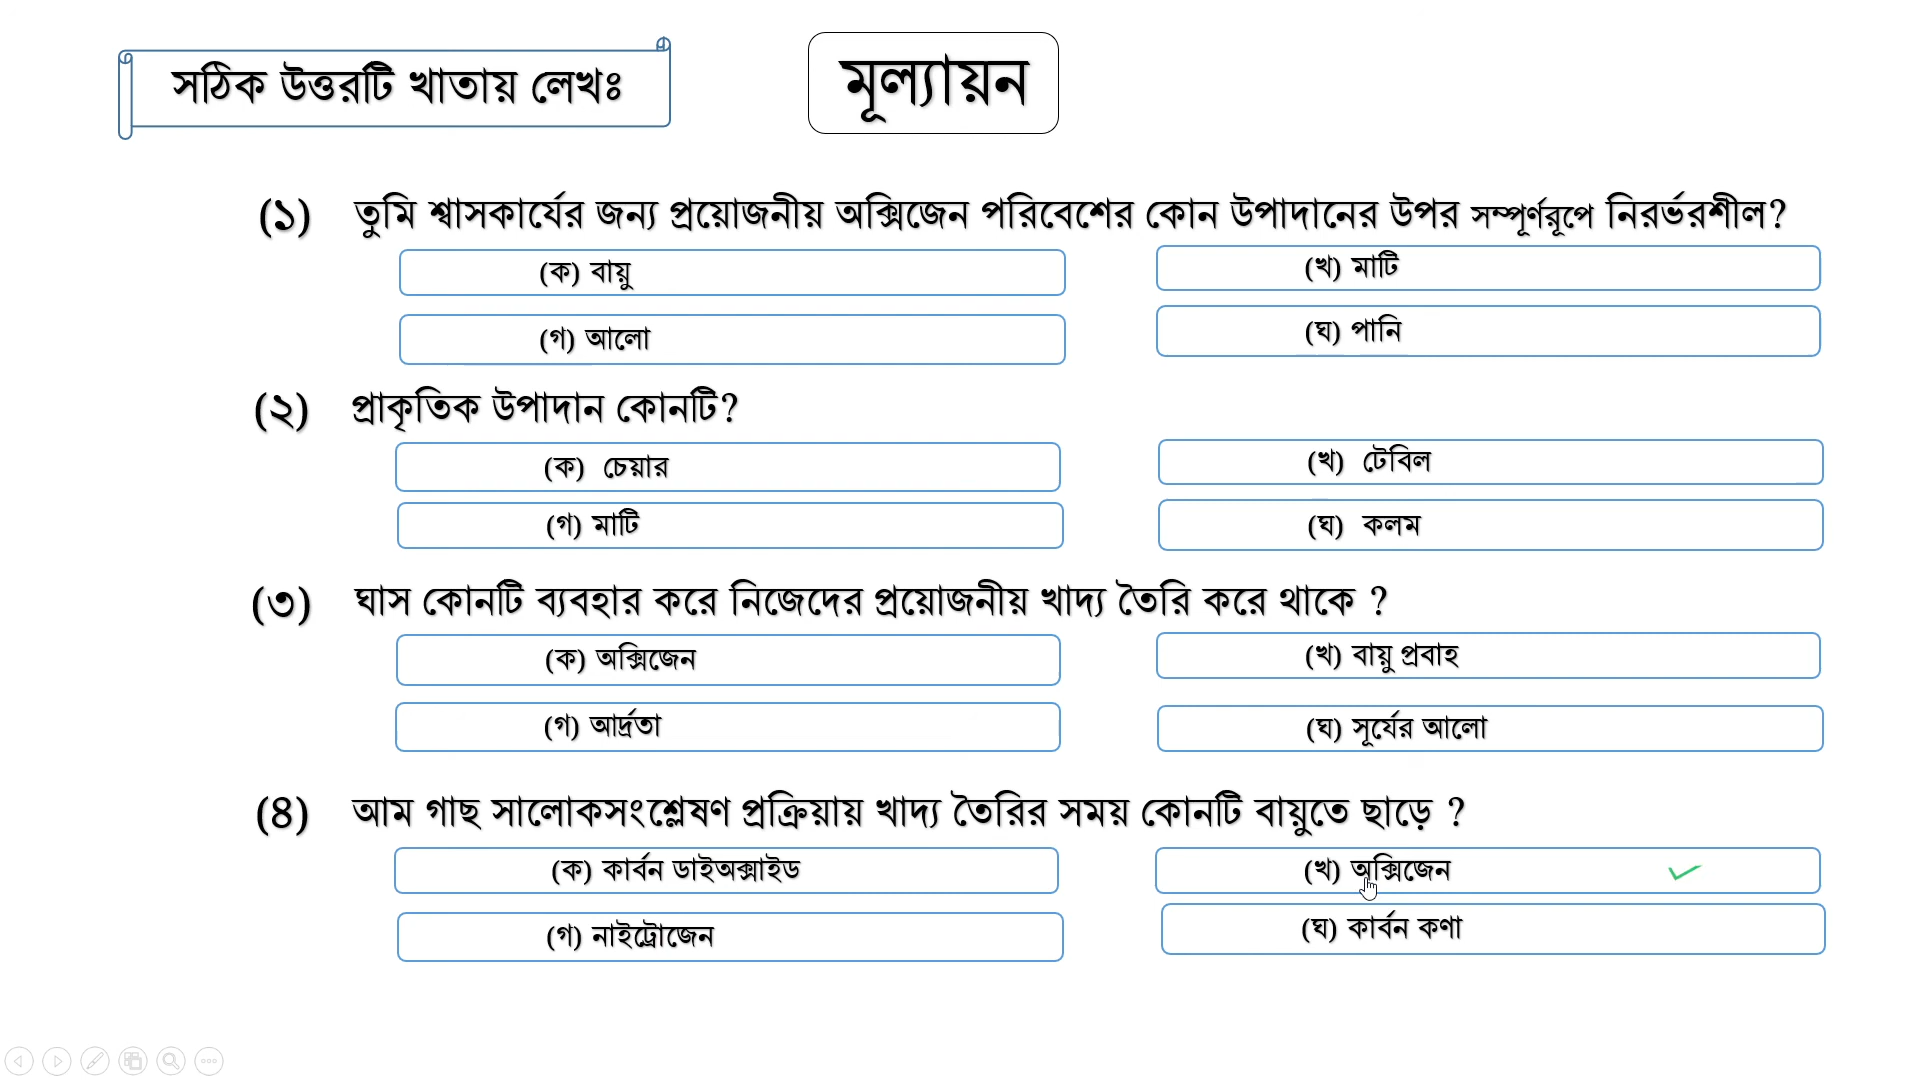 সঠিক উত্তরটি খাতায় লেখঃ
মূল্যায়ন
(১) তুমি শ্বাসকার্যের জন্য প্রয়োজনীয় অক্সিজেন পরিবেশের কোন উপাদানের উপর সম্পূর্ণরূপে নিরর্ভরশীল?
(ক) বায়ু
(খ) মাটি
(গ) আলো
(ঘ) পানি
(২) প্রাকৃতিক উপাদান কোনটি?
(ক) চেয়ার
(খ) টেবিল
(গ) মাটি
(ঘ) কলম
(৩) ঘাস কোনটি ব্যবহার করে নিজেদের প্রয়োজনীয় খাদ্য তৈরি করে থাকে ?
(ক) অক্সিজেন
(খ) বায়ু প্রবাহ
(গ) আর্দ্রতা
(ঘ) সূর্যের আলো
(৪) আম গাছ সালোকসংশ্লেষণ প্রক্রিয়ায় খাদ্য তৈরির সময় কোনটি বায়ুতে ছাড়ে ?
(ক) কার্বন ডাইঅক্সাইড
(খ) অক্সিজেন
(গ) নাইট্রোজেন
(ঘ) কার্বন কণা